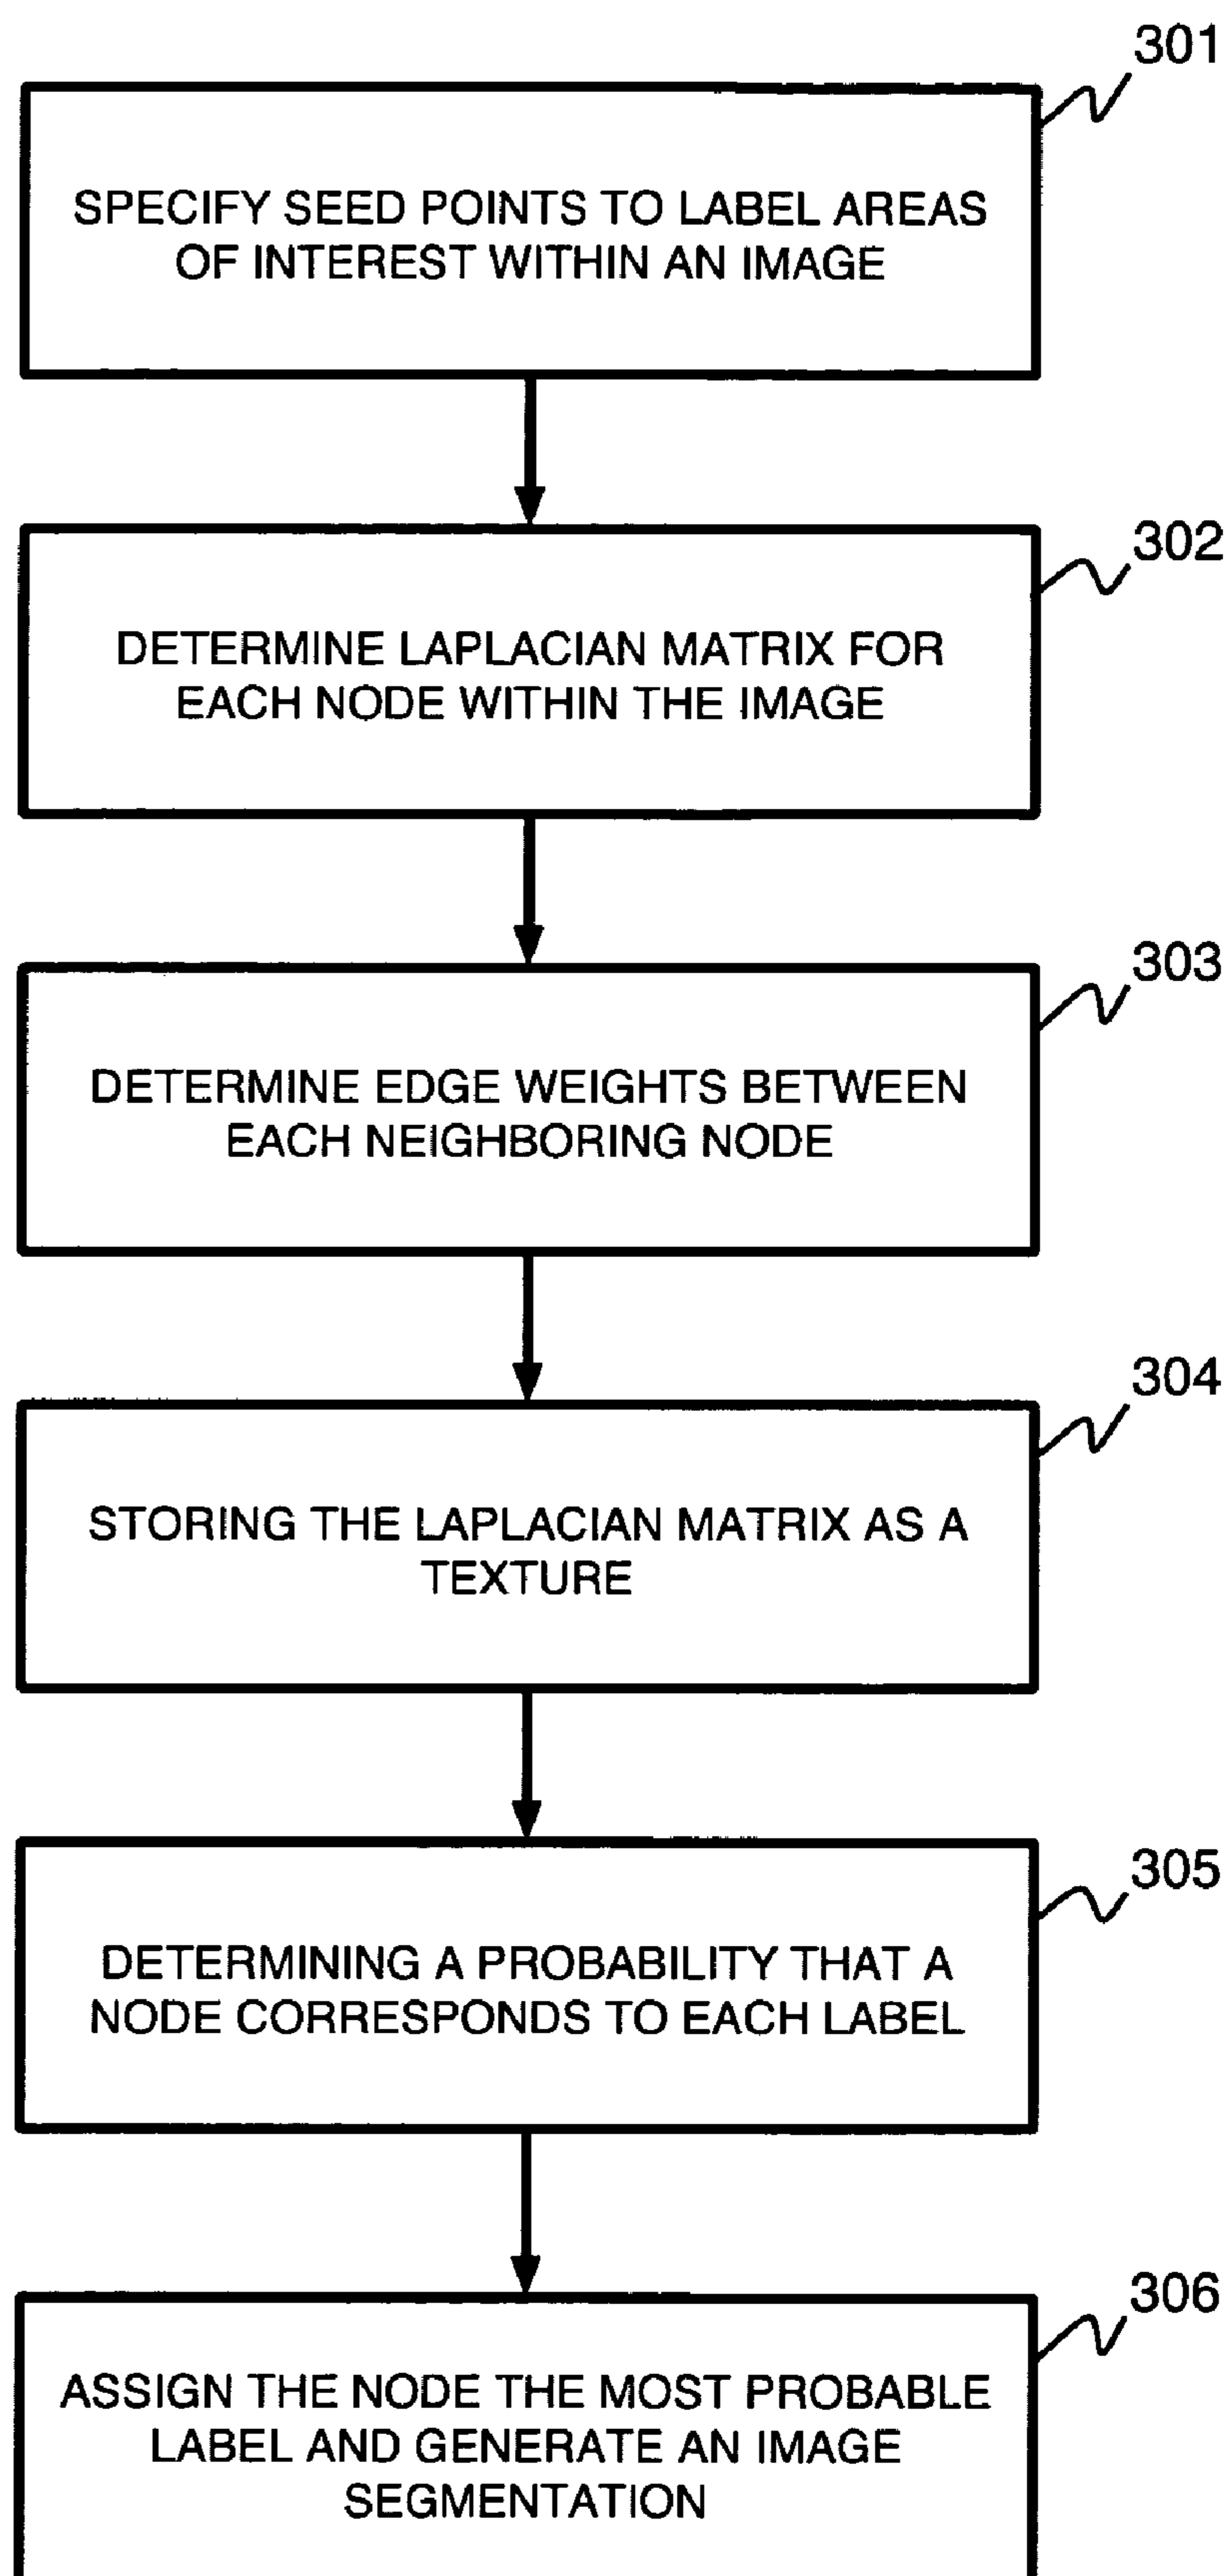 301
SPECIFY SEED POINTS TO LABEL AREAS
OF INTEREST WITHIN AN IMAGE
302
DETERMINE LAPLACIAN MATRIX FOR
EACH NODE WITHIN THE IMAGE
303
DETERMINE EDGE WEIGHTS BETWEEN
EACH NEIGHBORING NODE
304
STORING THE LAPLACIAN MATRIX AS A
TEXTURE
305
DETERMINING A PROBABILITY THAT A
NODE CORRESPONDS TO EACH LABEL
306
ASSIGN THE NODE THE MOST PROBABLE
LABEL AND GENERATE AN IMAGE
SEGMENTATION